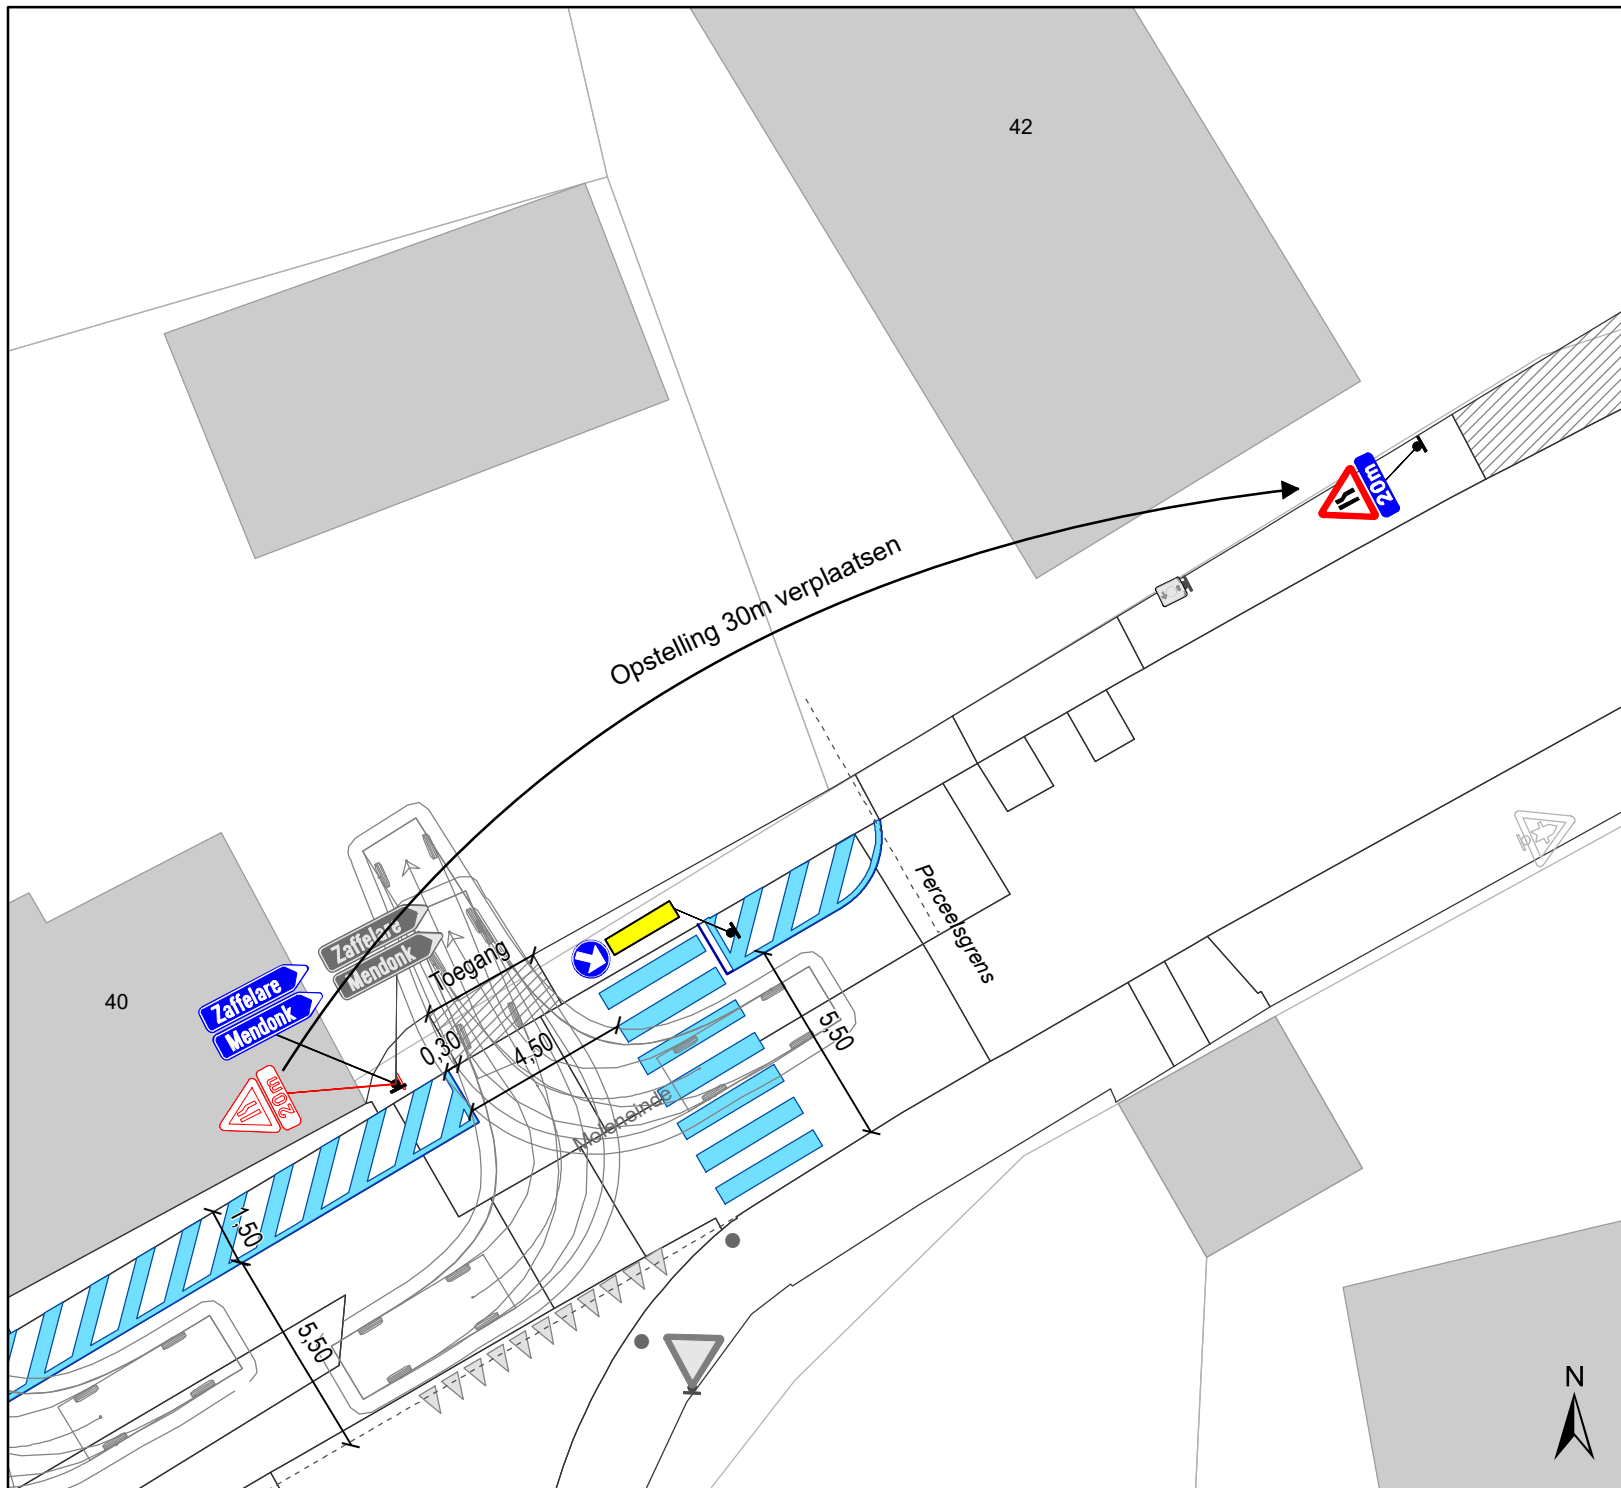 42
20m
Opstelling 30m verplaatsen
Perceelsgrens
Zaffelare
Mendonk
Toegang
40
Zaffelare
Mendonk
0,30
4,50
5,50
20m
Moleneinde
1,50
5,50
N